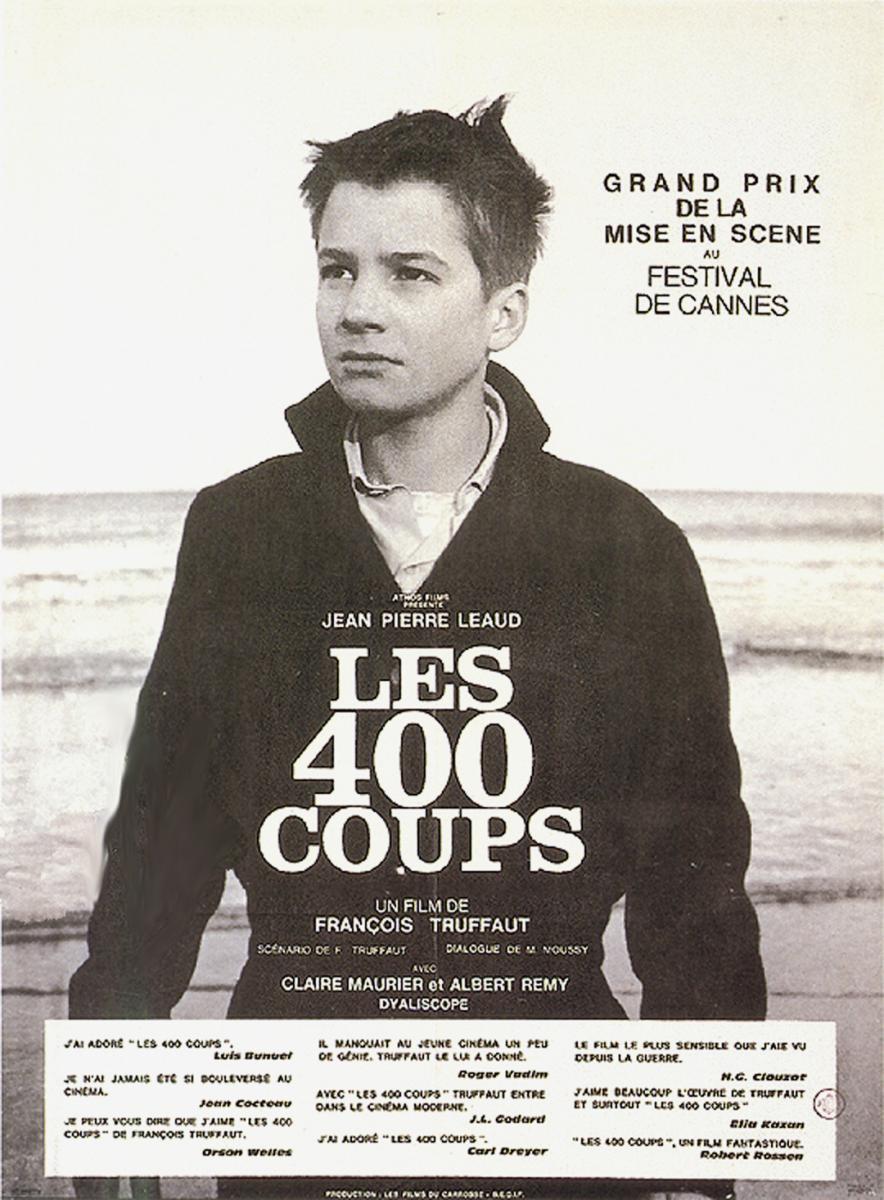 GRAND PRIX
DE LA
MISE EN SCENE
AU
FESTIVAL
DE CANNES
ATHOS FILMS
PRESENTE
JEAN PIERRE LEAUD
LES
400
COUPS
UN FILM DE
FRANÇOIS TRUFFAUT
SCÉNARIO DE F. TRUFFAUT DIALOGUE DE M. MOUSSY
AVEC
CLAIRE MAURIER et ALBERT REMY
DYALISCOPE
J'AI ADORÉ "LES 400 COUPS".
Luis Bunuel
JE N'AI JAMAIS ÉTÉ SI BOULEVERSÉ AU
CINÉMA.
Jean Cocteau
JE PEUX VOUS DIRE QUE J'AIME "LES 400
COUPS" DE FRANÇOIS TRUFFAUT.
Orson Welles
IL MANQUAIT AU JEUNE CINÉMA UN PEU
DE GÉNIE. TRUFFAUT LE LUI A DONNÉ.
Roger Vadim
AVEC "LES 400 COUPS" TRUFFAUT ENTRE
DANS LE CINÉMA MODERNE.
J.L. Godard
J'AI ADORÉ "LES 400 COUPS".
Carl Dreyer
LE FILM LE PLUS SENSIBLE QUE J'AIE VU
DEPUIS LA GUERRE.
H.G. Clouzot
J'AIME BEAUCOUP L'ŒUVRE DE TRUFFAUT
ET SURTOUT "LES 400 COUPS"
Elia Kazan
"LES 400 COUPS", UN FILM FANTASTIQUE.
Robert Rossen
PRODUCTION : LES FILMS DU CARROSSE - S.E.D.I.F.